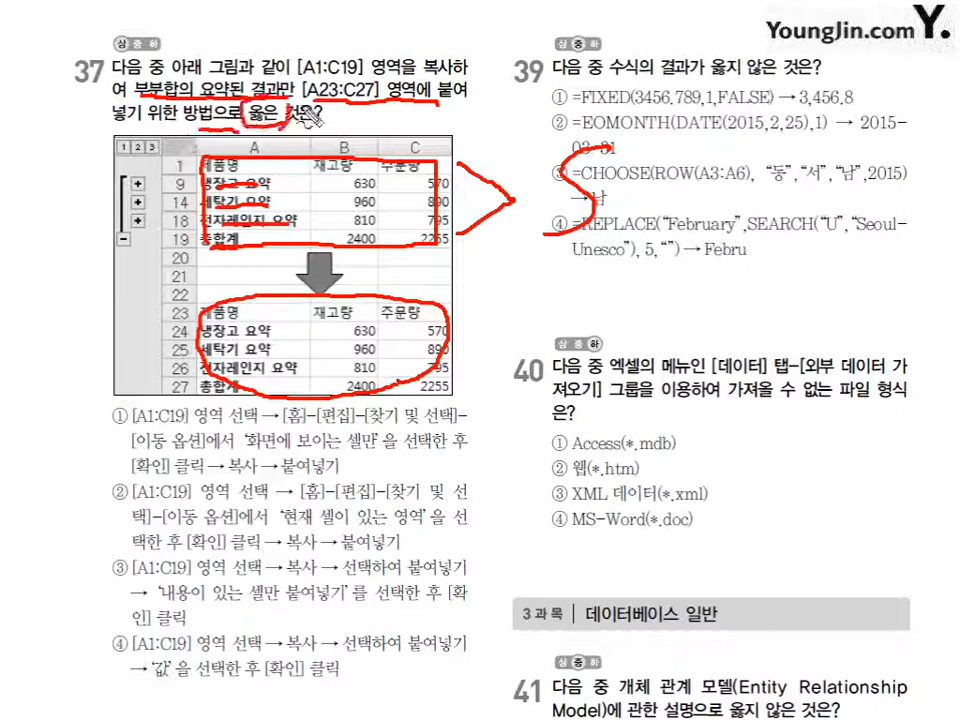 YoungJin.com Y.
상 중 하
37 다음 중 아래 그림과 같이 [A1:C19] 영역을 복사하
여 부분합의 요약된 결과만 [A23:C27] 영역에 붙여
넣기 위한 방법으로 옳은 것은?
1 2 3 A B C
1 제품명 재고량 주문량
9 냉장고 요약 630 570
14 세탁기 요약 960 890
18 전자레인지 요약 810 795
19 총합계 2400 2255
20
21
22
23 제품명 재고량 주문량
24 냉장고 요약 630 570
25 세탁기 요약 960 890
26 전자레인지 요약 810 795
27 총합계 2400 2255
① [A1:C19] 영역 선택 → [홈]-[편집]-[찾기 및 선택]-
[이동 옵션]에서 ‘화면에 보이는 셀만’을 선택한 후
[확인] 클릭 → 복사 → 붙여넣기
② [A1:C19] 영역 선택 → [홈]-[편집]-[찾기 및 선
택]-[이동 옵션]에서 ‘현재 셀이 있는 영역’을 선
택한 후 [확인] 클릭 → 복사 → 붙여넣기
③ [A1:C19] 영역 선택 → 복사 → 선택하여 붙여넣기
→ ‘내용이 있는 셀만 붙여넣기’를 선택한 후 [확
인] 클릭
④ [A1:C19] 영역 선택 → 복사 → 선택하여 붙여넣기
→ ‘값’을 선택한 후 [확인] 클릭
상 중 하
39 다음 중 수식의 결과가 옳지 않은 것은?
① =FIXED(3456.789,1,FALSE) → 3,456.8
② =EOMONTH(DATE(2015,2,25),1) → 2015-
03-31
③ =CHOOSE(ROW(A3:A6), “동”,“서”,“남”,2015)
→ 남
④ =REPLACE(“February”,SEARCH(“U”,“Seoul-
Unesco”), 5,“”) → Febru
상 중 하
40 다음 중 엑셀의 메뉴인 [데이터] 탭-[외부 데이터 가
져오기] 그룹을 이용하여 가져올 수 없는 파일 형식
은?
① Access(*.mdb)
② 웹(*.htm)
③ XML 데이터(*.xml)
④ MS-Word(*.doc)
3 과 목 | 데이터베이스 일반
상 중 하
41 다음 중 개체 관계 모델(Entity Relationship
Model)에 관한 설명으로 옳지 않은 것은?